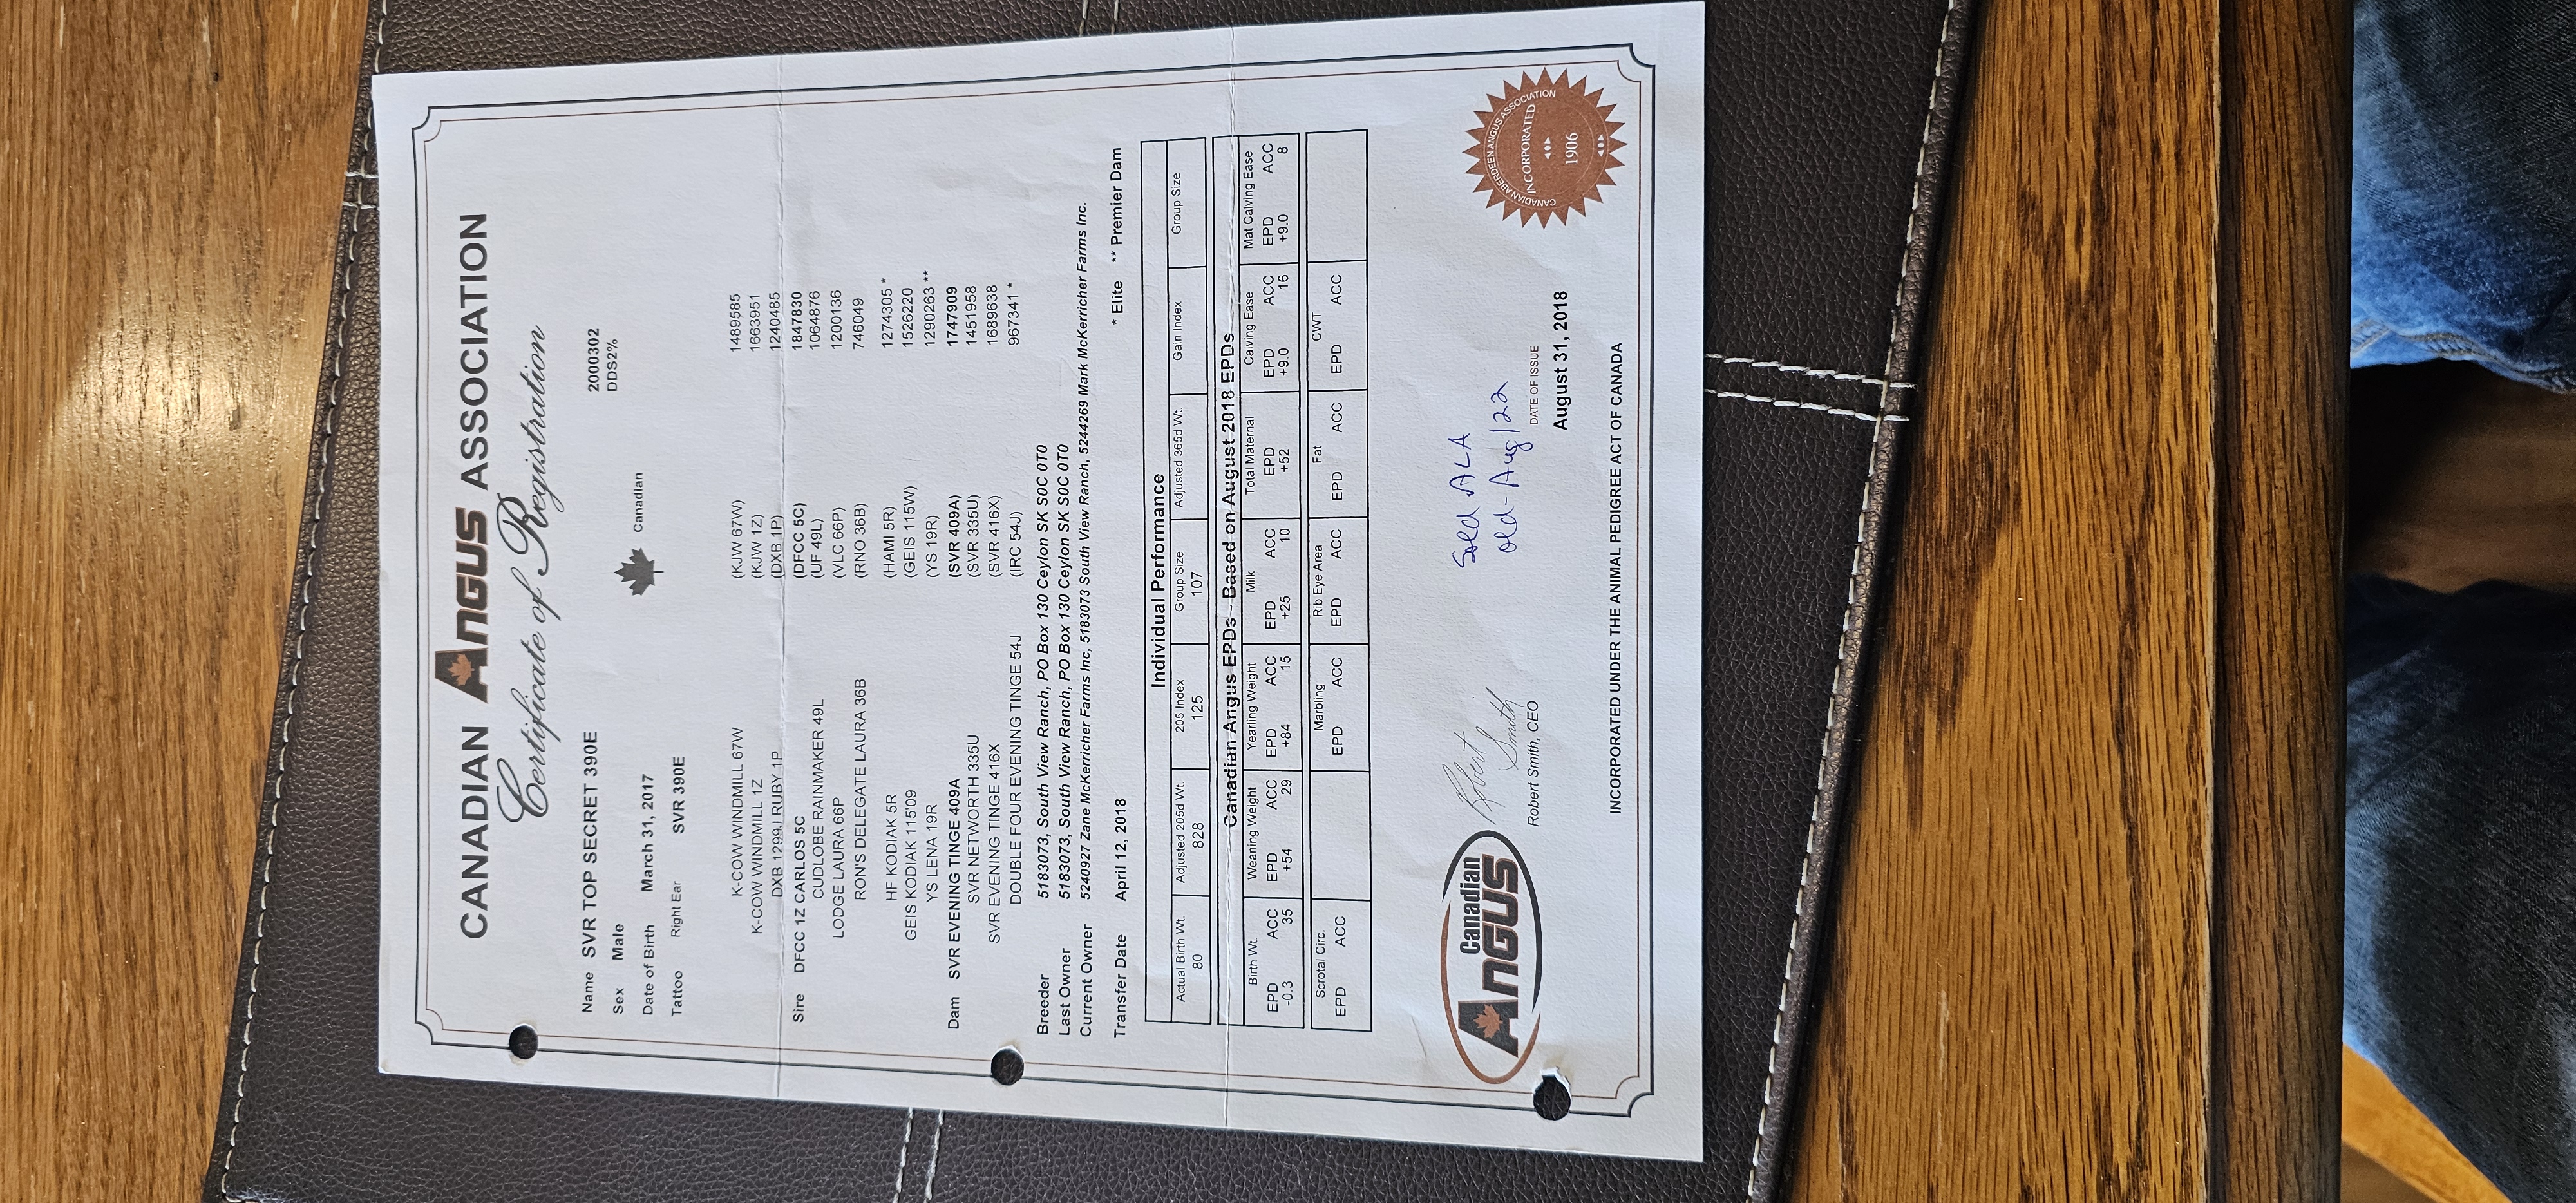 CANADIAN ANGUS ASSOCIATION
Certificate of Registration
Name SVR TOP SECRET 390E 2000302
Sex Male DDS2%
Date of Birth March 31, 2017 Canadian
Tattoo Right Ear SVR 390E
K-COW WINDMILL 67W (KJW 67W) 1489585
K-COW WINDMILL 1Z (KJW 1Z) 1663951
DXB 1299J RUBY 1P (DXB 1P) 1240485
Sire DFCC 1Z CARLOS 5C (DFCC 5C) 1847830
CUDLOBE RAINMAKER 49L (UF 49L) 1064876
LODGE LAURA 66P (VLC 66P) 1200136
RON'S DELEGATE LAURA 36B (RNO 36B) 746049
HF KODIAK 5R (HAMI 5R) 1274305 *
GEIS KODIAK 115'09 (GEIS 115W) 1526220
YS LENA 19R (YS 19R) 1290263 **
Dam SVR EVENING TINGE 409A (SVR 409A) 1747909
SVR NETWORTH 335U (SVR 335U) 1451958
SVR EVENING TINGE 416X (SVR 416X) 1689638
DOUBLE FOUR EVENING TINGE 54J (IRC 54J) 967341 *
Breeder 5183073, South View Ranch, PO Box 130 Ceylon SK S0C 0T0
Last Owner 5183073, South View Ranch, PO Box 130 Ceylon SK S0C 0T0
Current Owner 5240927 Zane McKerricher Farms Inc, 5183073 South View Ranch, 5244269 Mark McKerricher Farms Inc.
Transfer Date April 12, 2018 * Elite ** Premier Dam
Individual Performance
Actual Birth Wt. Adjusted 205d Wt. 205 Index Group Size Adjusted 365d Wt. Gain Index Group Size
80 828 125 107
Canadian Angus EPDs - Based on August 2018 EPDs
Birth Wt. Weaning Weight Yearling Weight Milk Total Maternal Calving Ease Mat Calving Ease
EPD ACC EPD ACC EPD ACC EPD ACC EPD EPD ACC EPD ACC
-0.3 35 +54 29 +84 15 +25 10 +52 +9.0 16 +9.0 8
Scrotal Circ. Marbling Rib Eye Area Fat CWT
EPD ACC EPD ACC EPD ACC EPD ACC EPD ACC
Sold ALA
old - Aug/22
Canadian
ANGUS
Robert Smith
Robert Smith, CEO
DATE OF ISSUE
August 31, 2018
CANADIAN ABERDEEN ANGUS ASSOCIATION
INCORPORATED
1906
INCORPORATED UNDER THE ANIMAL PEDIGREE ACT OF CANADA